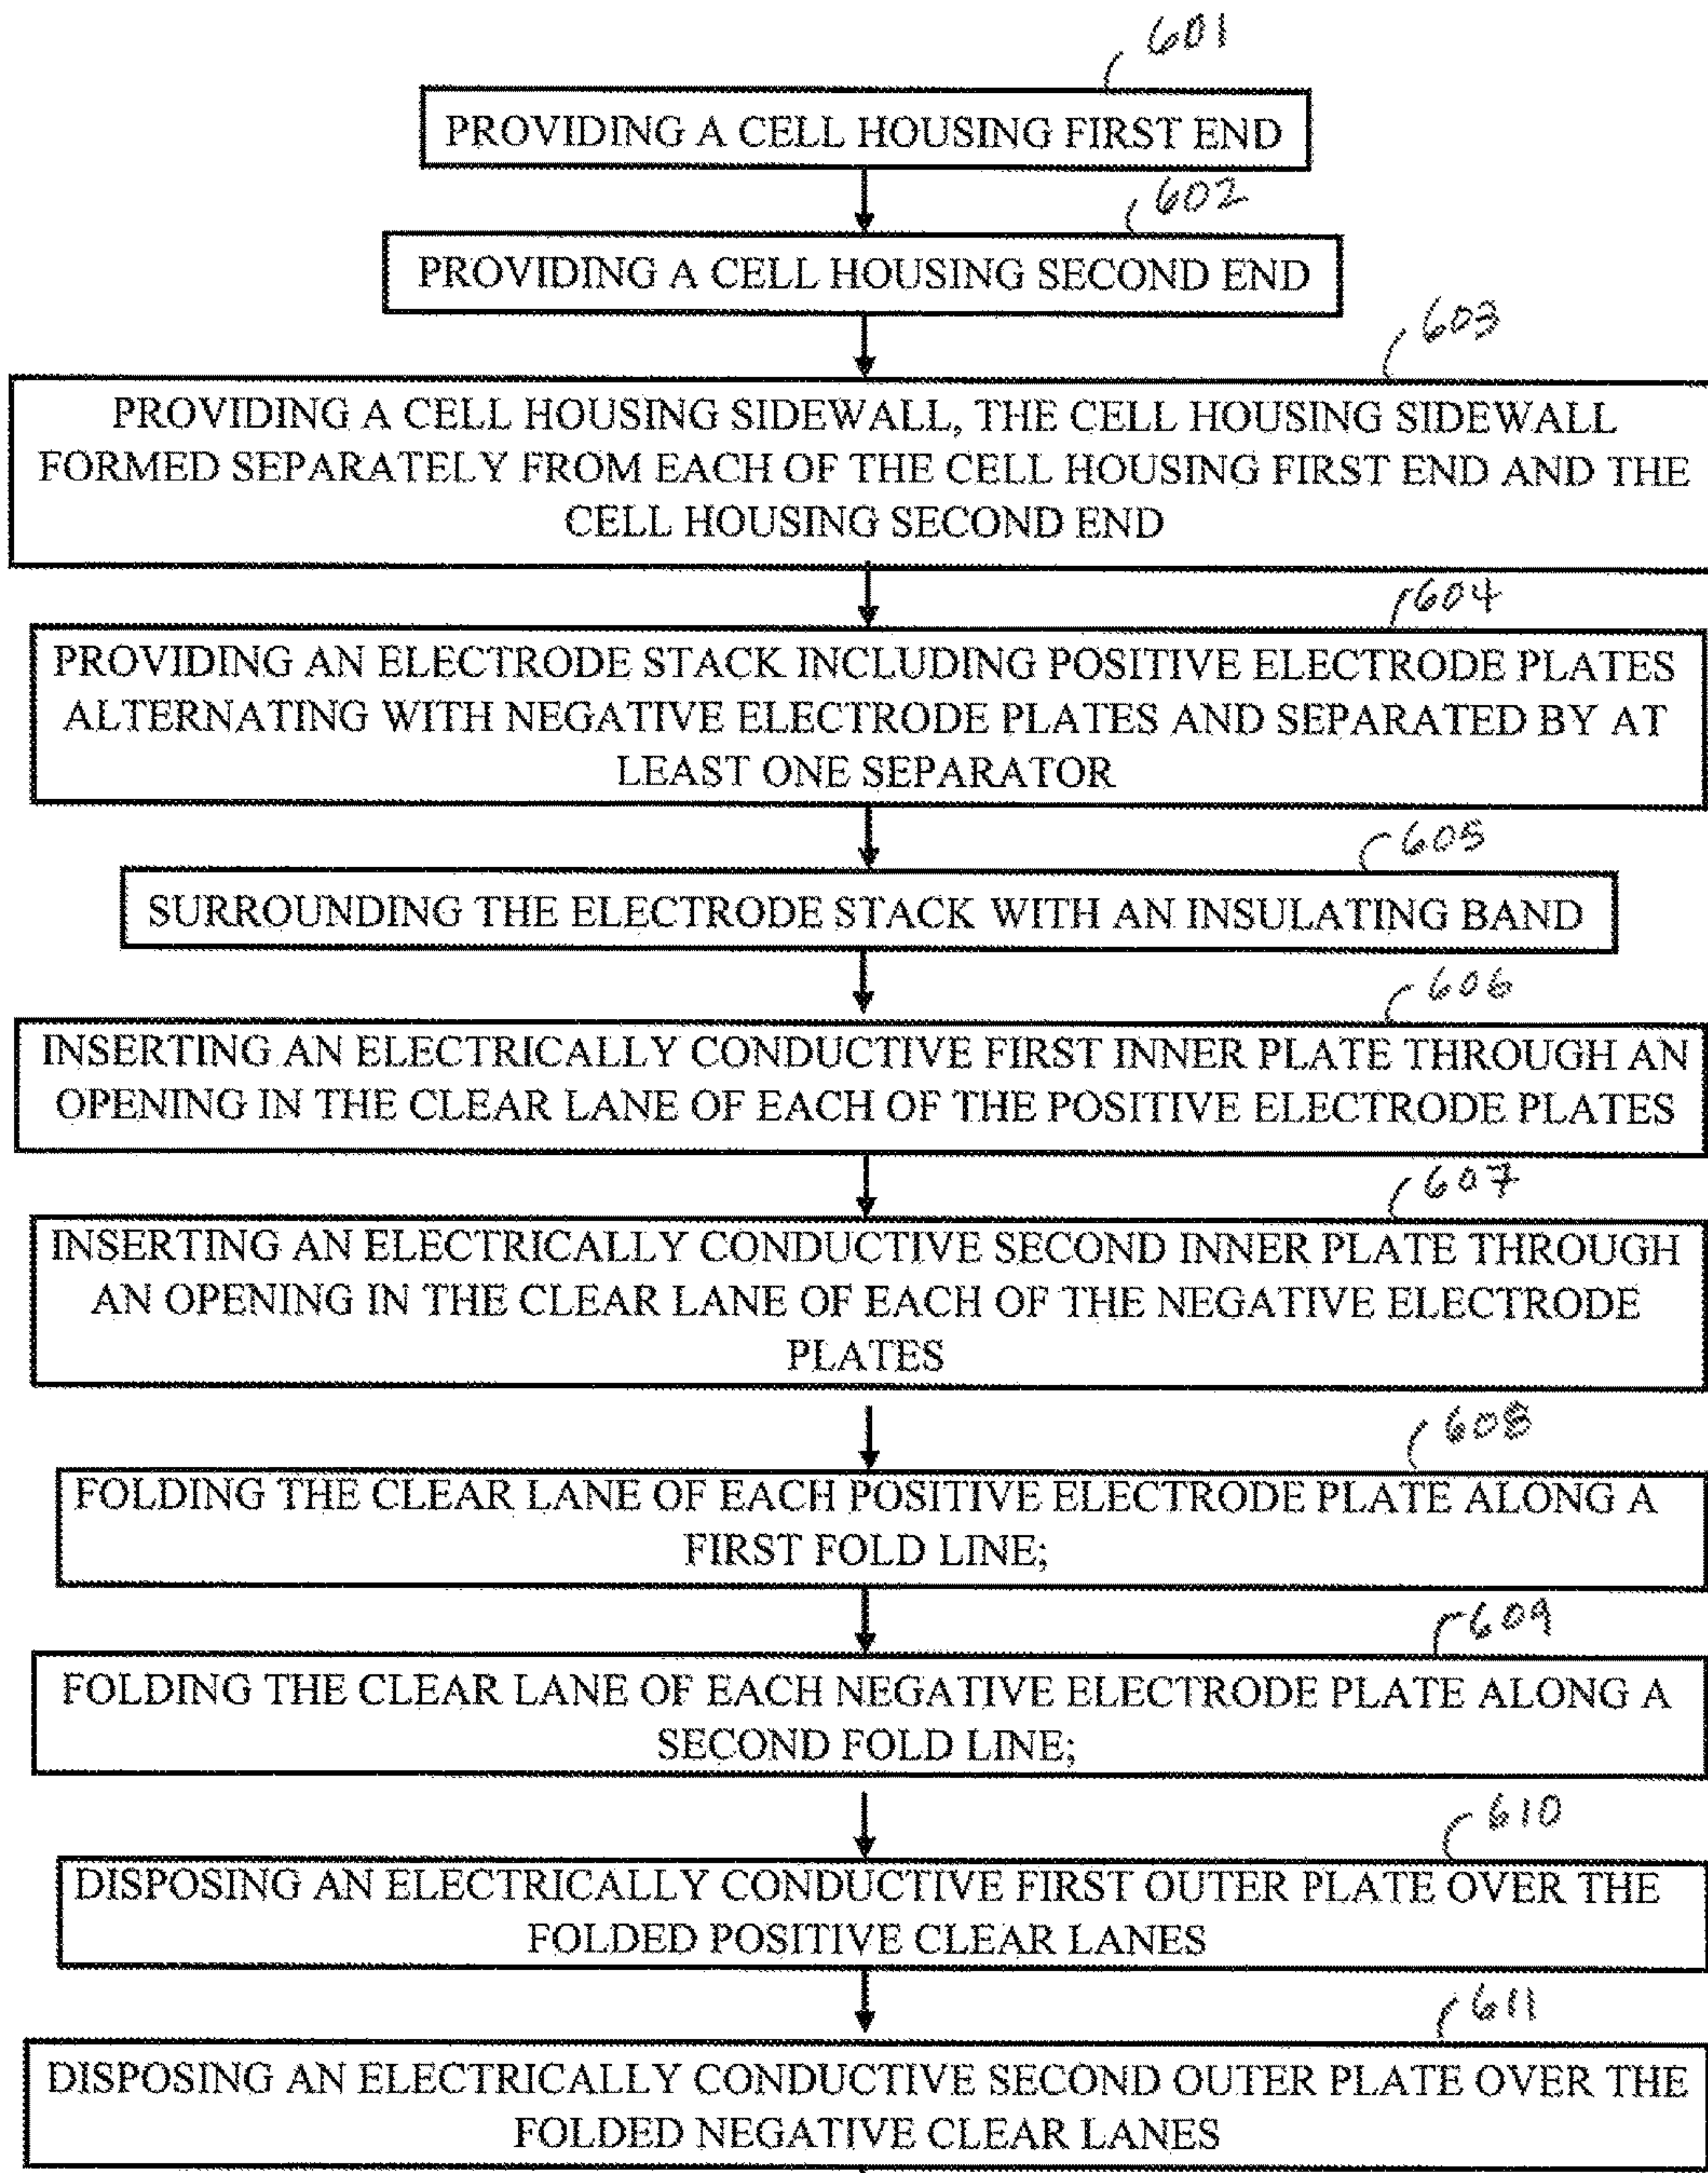 601
PROVIDING A CELL HOUSING FIRST END
602
PROVIDING A CELL HOUSING SECOND END
603
PROVIDING A CELL HOUSING SIDEWALL, THE CELL HOUSING SIDEWALL
FORMED SEPARATELY FROM EACH OF THE CELL HOUSING FIRST END AND THE
CELL HOUSING SECOND END
604
PROVIDING AN ELECTRODE STACK INCLUDING POSITIVE ELECTRODE PLATES
ALTERNATING WITH NEGATIVE ELECTRODE PLATES AND SEPARATED BY AT
LEAST ONE SEPARATOR
605
SURROUNDING THE ELECTRODE STACK WITH AN INSULATING BAND
606
INSERTING AN ELECTRICALLY CONDUCTIVE FIRST INNER PLATE THROUGH AN
OPENING IN THE CLEAR LANE OF EACH OF THE POSITIVE ELECTRODE PLATES
607
INSERTING AN ELECTRICALLY CONDUCTIVE SECOND INNER PLATE THROUGH
AN OPENING IN THE CLEAR LANE OF EACH OF THE NEGATIVE ELECTRODE
PLATES
608
FOLDING THE CLEAR LANE OF EACH POSITIVE ELECTRODE PLATE ALONG A
FIRST FOLD LINE;
609
FOLDING THE CLEAR LANE OF EACH NEGATIVE ELECTRODE PLATE ALONG A
SECOND FOLD LINE;
610
DISPOSING AN ELECTRICALLY CONDUCTIVE FIRST OUTER PLATE OVER THE
FOLDED POSITIVE CLEAR LANES
611
DISPOSING AN ELECTRICALLY CONDUCTIVE SECOND OUTER PLATE OVER THE
FOLDED NEGATIVE CLEAR LANES